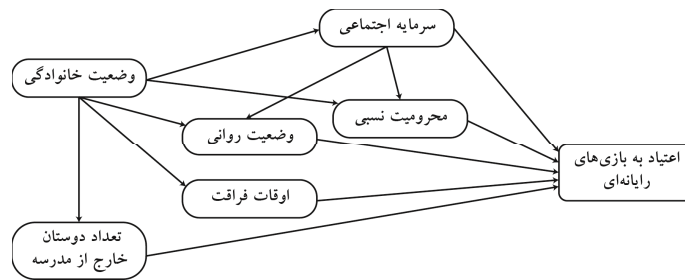 سرمایه اجتماعی
وضعیت خانوادگی
محرومیت نسبی
وضعیت روانی
اعتیاد به بازی‌های
رایانه‌ای
اوقات فراقت
تعداد دوستان
خارج از مدرسه